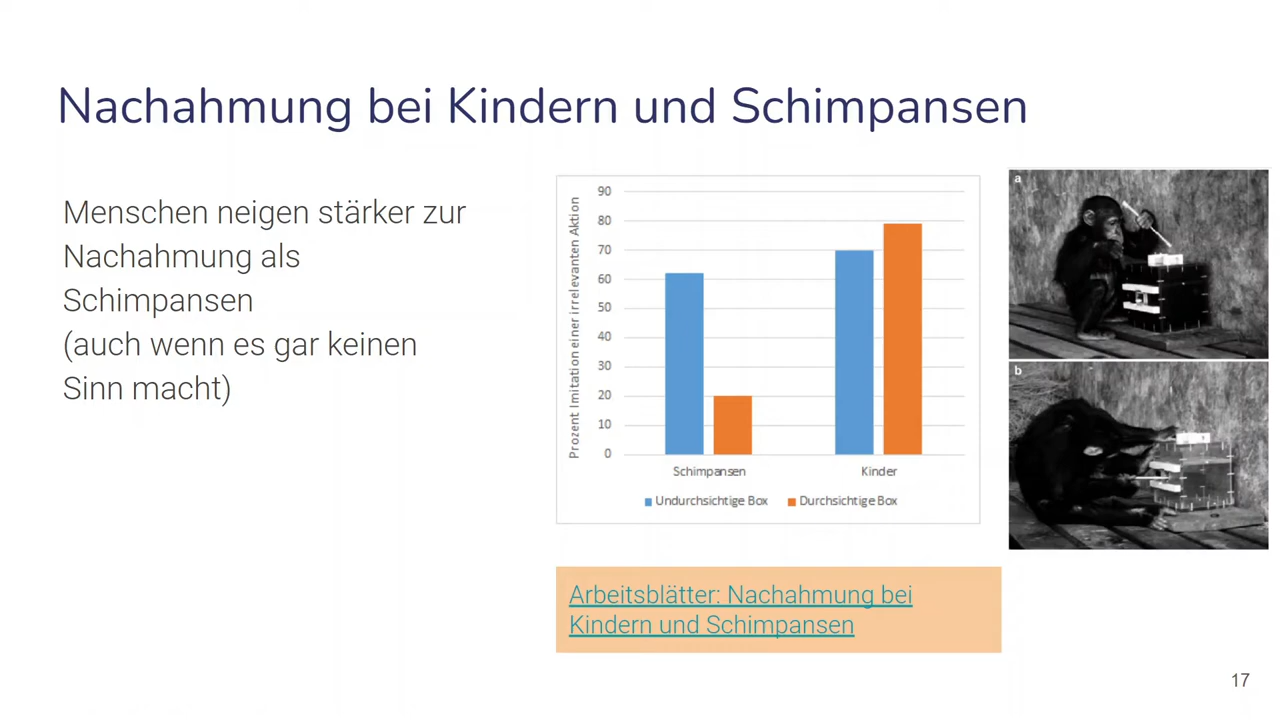 Nachahmung bei Kindern und Schimpansen
Menschen neigen stärker zur
Nachahmung als
Schimpansen
(auch wenn es gar keinen
Sinn macht)
Prozent Imitation einer irrelevanten Aktion
90
80
70
60
50
40
30
20
10
0
Schimpansen
Kinder
Undurchsichtige Box
Durchsichtige Box
a
b
Arbeitsblätter: Nachahmung bei
Kindern und Schimpansen
17